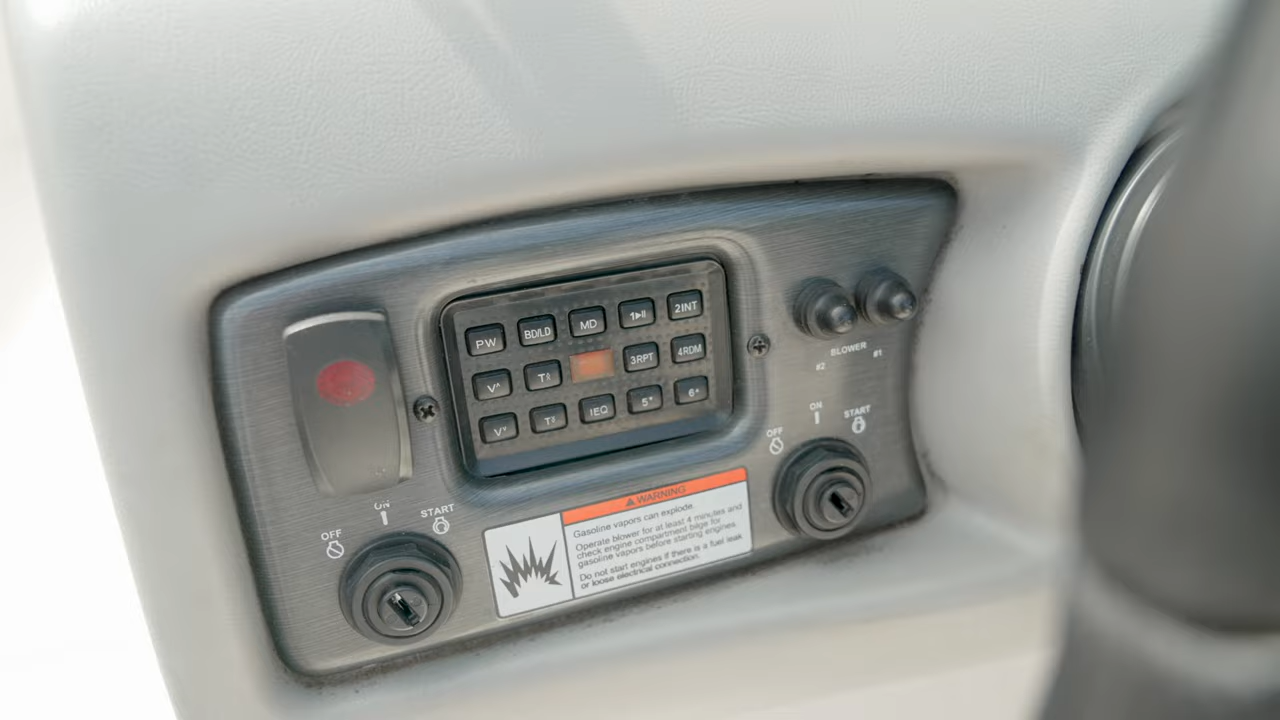 PW BD/LD MD 1▶II 2INT
V^ T 3RPT 4RDM
V˅ T IEQ 5 6
BLOWER
#2 #1
OFF ON START
OFF ON START
⚠ WARNING
Gasoline vapors can explode.
Operate blower for at least 4 minutes and
check engine compartment bilge for
gasoline vapors before starting engines.
Do not start engines if there is a fuel leak
or loose electrical connection.